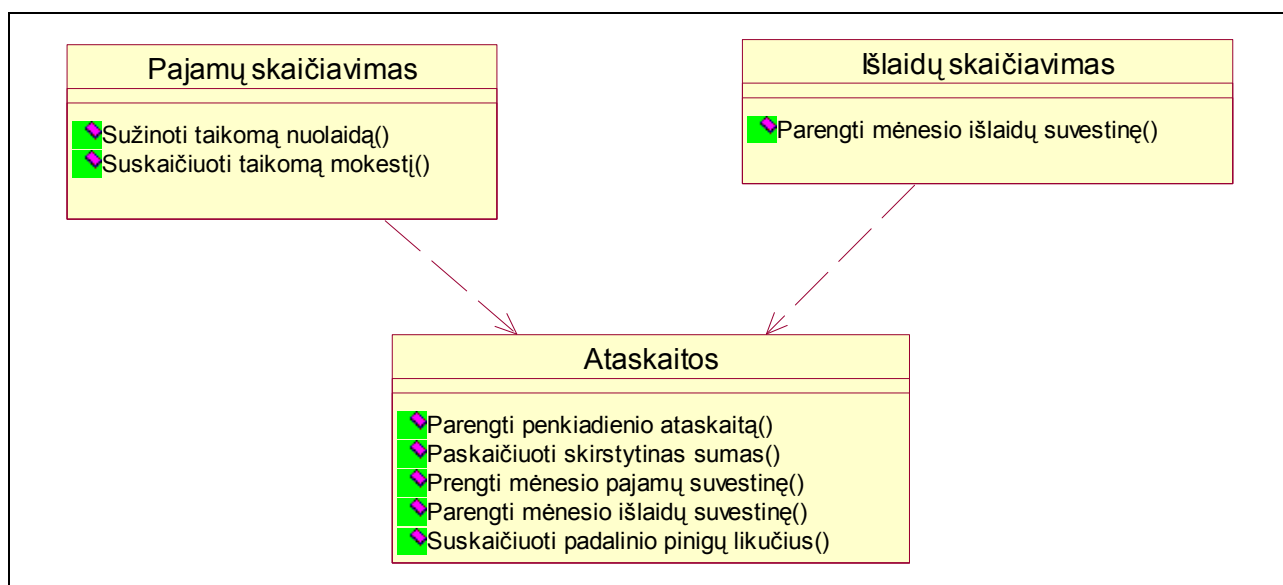 Pajamų skaičiavimas
Sužinoti taikomą nuolaidą()
Suskaičiuoti taikomą mokestį()
Išlaidų skaičiavimas
Parengti mėnesio išlaidų suvestinę()
Ataskaitos
Parengti penkiadienio ataskaitą()
Paskaičiuoti skirstytinas sumas()
Prengti mėnesio pajamų suvestinę()
Parengti mėnesio išlaidų suvestinę()
Suskaičiuoti padalinio pinigų likučius()